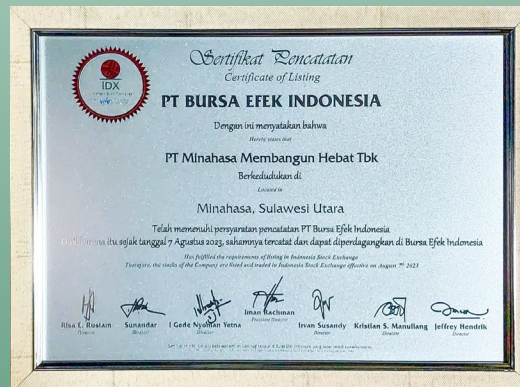 IDX
Sertifikat Pencatatan
Certificate of Listing
PT BURSA EFEK INDONESIA
Dengan ini menyatakan bahwa
Hereby states that
PT Minahasa Membangun Hebat Tbk
Berkedudukan di
Located in
Minahasa, Sulawesi Utara
Telah memenuhi persyaratan pencatatan PT Bursa Efek Indonesia
itu sejak tanggal 7 Agustus 2023, sahamnya tercatat dan dapat diperdagangkan di Bursa Efek Indonesia
Has fulfilled the requirements of listing in Indonesia Stock Exchange
Therefore, the stocks of the Company are listed and traded in Indonesia Stock Exchange effective on August 7th 2023
Risa E. Rustam Sunandar I Gede Nyoman Yetna Iman Rachman Irvan Susandy Kristian S. Manullang Jeffrey Hendrik
Director Director Director President Director Director Director Director